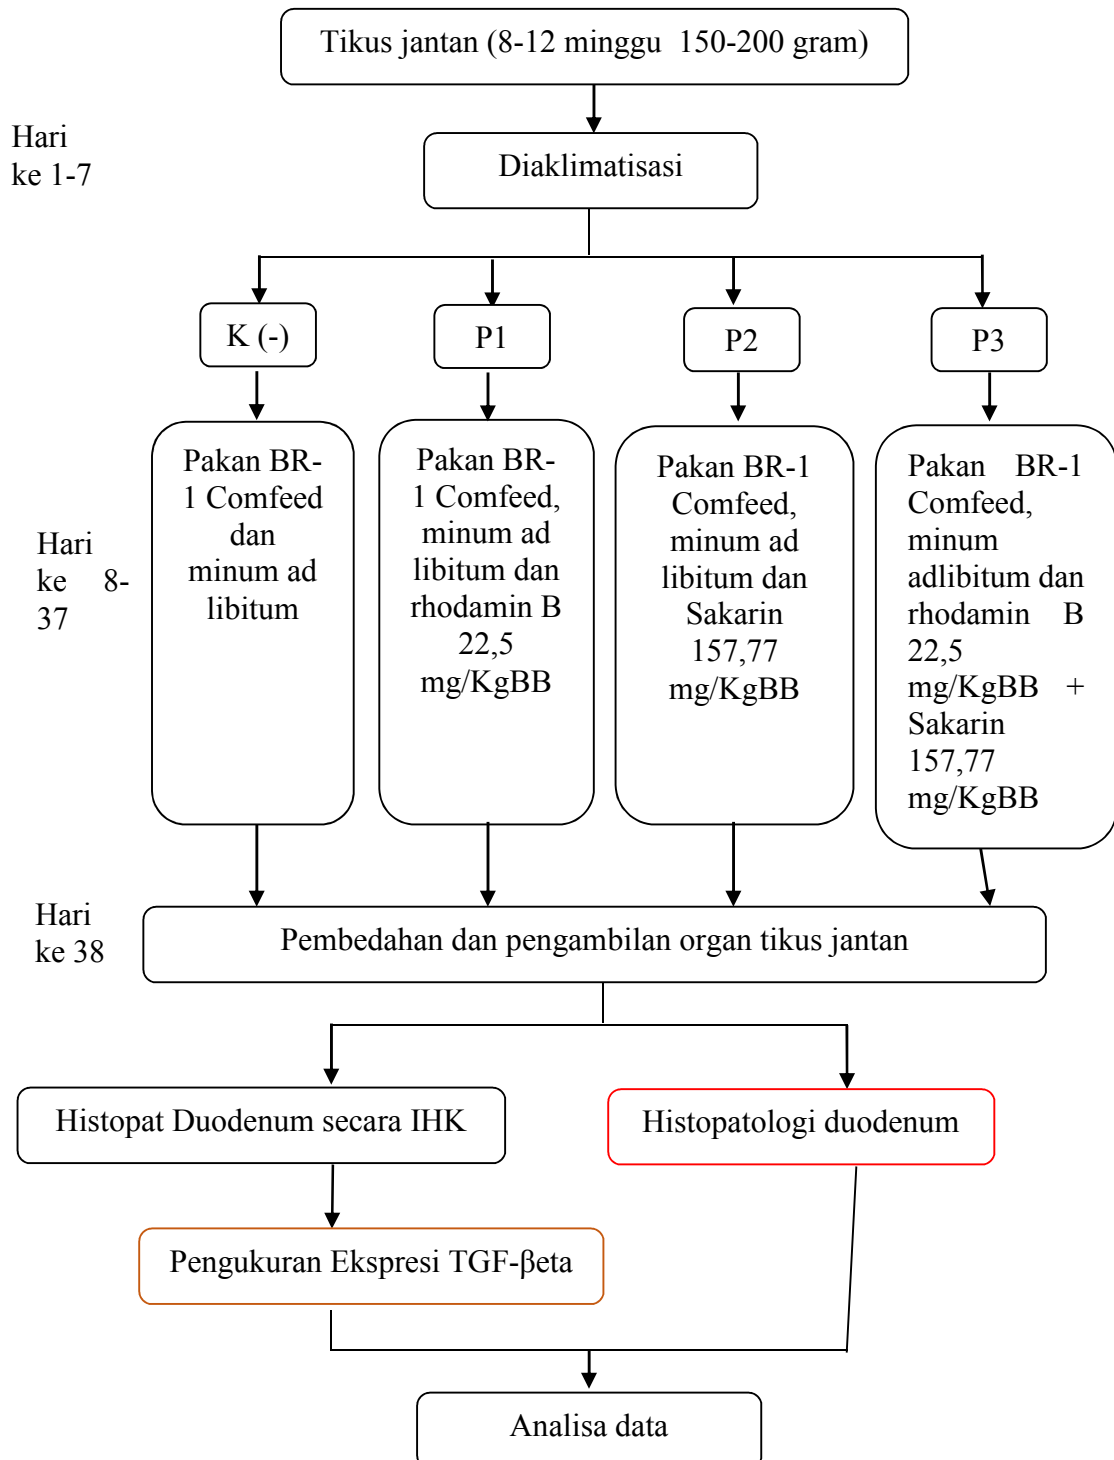 Tikus jantan (8-12 minggu 150-200 gram)
Hari
ke 1-7
Diaklimatisasi
K (-)
P1
P2
P3
Hari
ke 8-
37
Pakan BR-
1 Comfeed
dan
minum ad
libitum
Pakan BR-
1 Comfeed,
minum ad
libitum dan
rhodamin B
22,5
mg/KgBB
Pakan BR-1
Comfeed,
minum ad
libitum dan
Sakarin
157,77
mg/KgBB
Pakan BR-1
Comfeed,
minum
adlibitum dan
rhodamin B
22,5
mg/KgBB +
Sakarin
157,77
mg/KgBB
Hari
ke 38
Pembedahan dan pengambilan organ tikus jantan
Histopat Duodenum secara IHK
Histopatologi duodenum
Pengukuran Ekspresi TGF-βeta
Analisa data